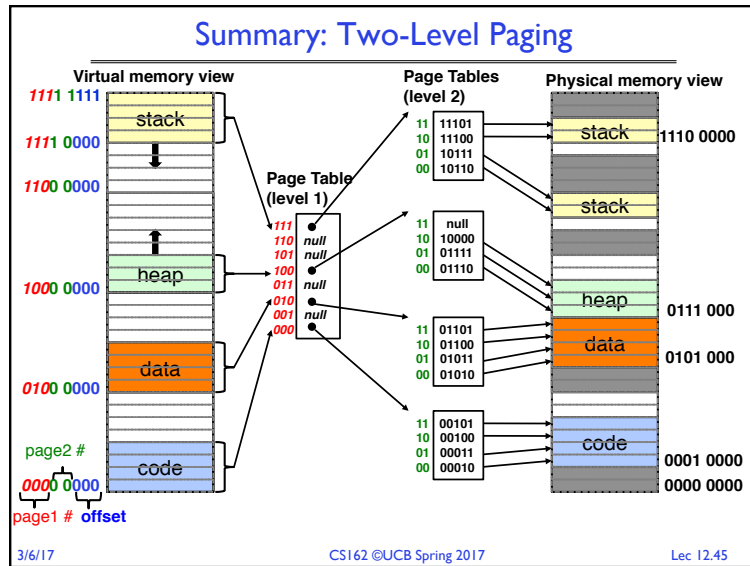 Summary: Two-Level Paging
Virtual memory view
1111 1111
stack
1111 0000
1100 0000
heap
1000 0000
data
0100 0000
page2 #
code
0000 0000
page1 # offset
Page Table
(level 1)
111
110 null
101 null
100
011 null
010
001 null
000
Page Tables
(level 2)
11 11101
10 11100
01 10111
00 10110
null
10 10000
01 01111
00 01110
11 01101
10 01100
01 01011
00 01010
11 00101
10 00100
01 00011
00 00010
Physical memory view
stack
1110 0000
stack
heap
0111 000
data
0101 000
code
0001 0000
0000 0000
3/6/17
CS162 ©UCB Spring 2017
Lec 12.45